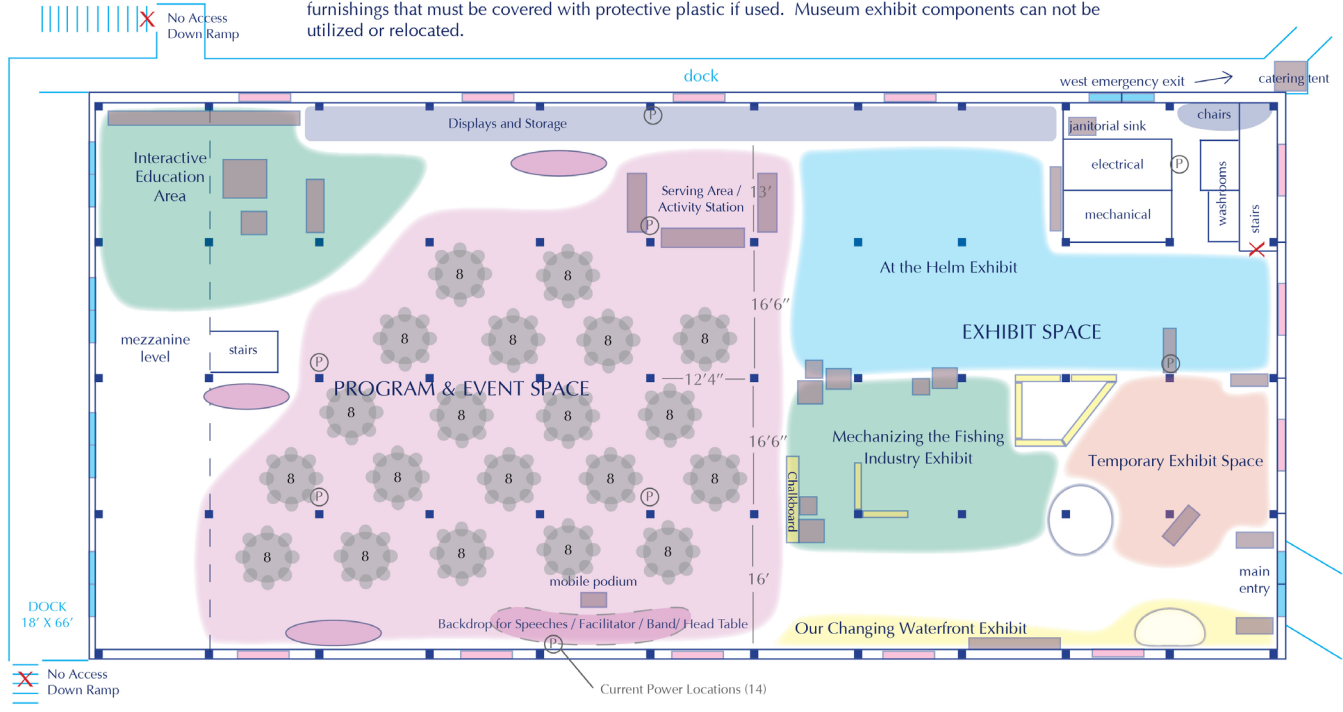 furnishings that must be covered with protective plastic if used. Museum exhibit components can not be
utilized or relocated.
No Access
Down Ramp
dock
west emergency exit
catering tent
Displays and Storage
P
janitorial sink
chairs
Interactive
Education
Area
Serving Area /
Activity Station
13'
electrical
P
washrooms
mechanical
stairs
P
At the Helm Exhibit
8
8
16'6"
EXHIBIT SPACE
mezzanine
level
stairs
8
8
8
8
P
P
12'4"
PROGRAM & EVENT SPACE
8
8
8
8
16'6"
Mechanizing the Fishing
Industry Exhibit
Temporary Exhibit Space
8
8
8
8
8
Chalkboard
P
P
8
8
8
8
8
mobile podium
16'
main
entry
DOCK
18' X 66'
Backdrop for Speeches / Facilitator / Band/ Head Table
Our Changing Waterfront Exhibit
P
No Access
Down Ramp
Current Power Locations (14)